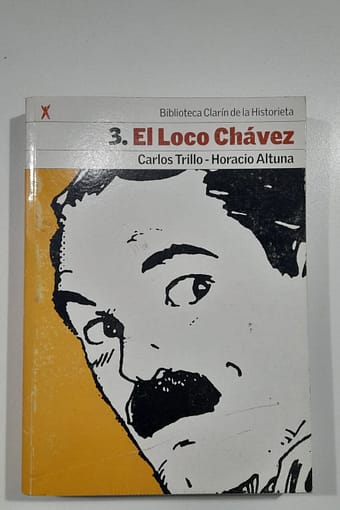 Biblioteca Clarín de la Historieta
3. El Loco Chávez
Carlos Trillo - Horacio Altuna